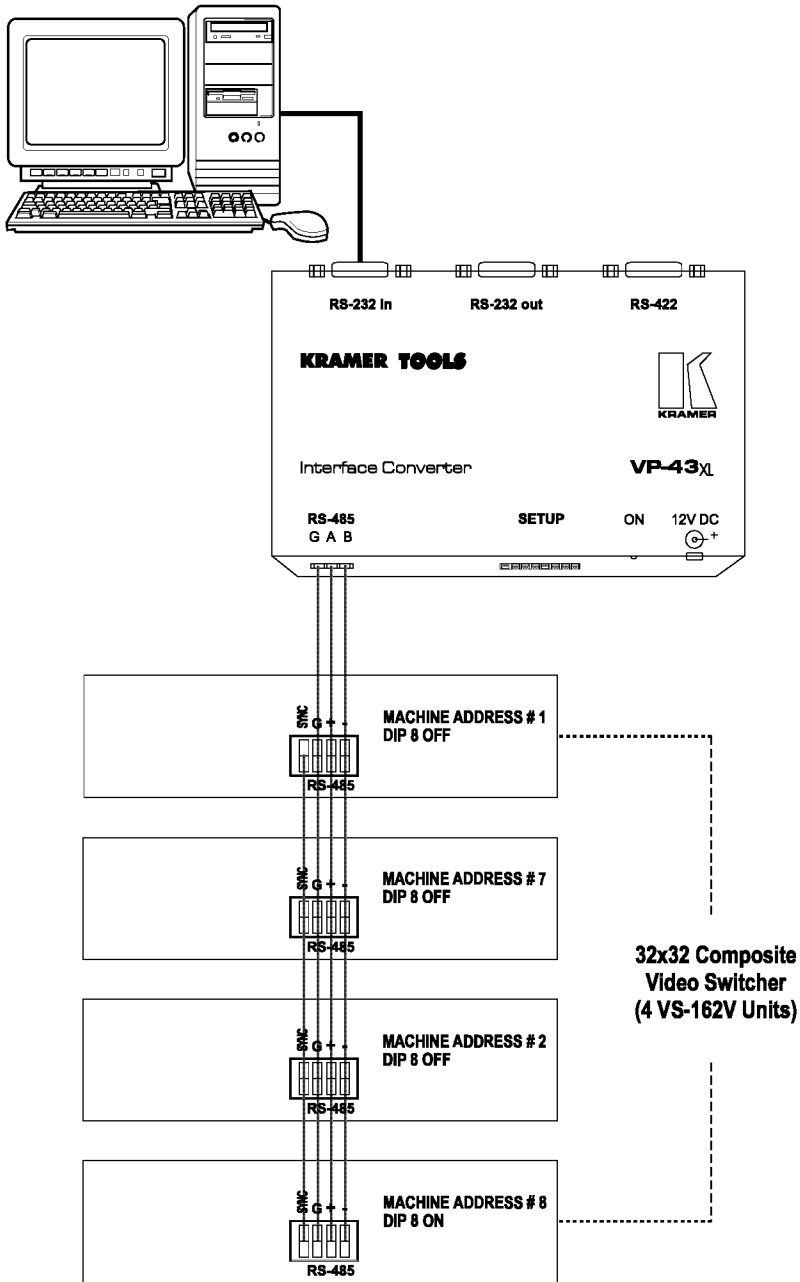 RS-232 In RS-232 out RS-422
KRAMER TOOLS
KRAMER
Interface Converter VP-43XL
RS-485 SETUP ON 12V DC
G A B +
SYNC G + -
MACHINE ADDRESS # 1
DIP 8 OFF
RS-485
SYNC G + -
MACHINE ADDRESS # 7
DIP 8 OFF
RS-485
32x32 Composite
Video Switcher
(4 VS-162V Units)
SYNC G + -
MACHINE ADDRESS # 2
DIP 8 OFF
RS-485
SYNC G + -
MACHINE ADDRESS # 8
DIP 8 ON
RS-485